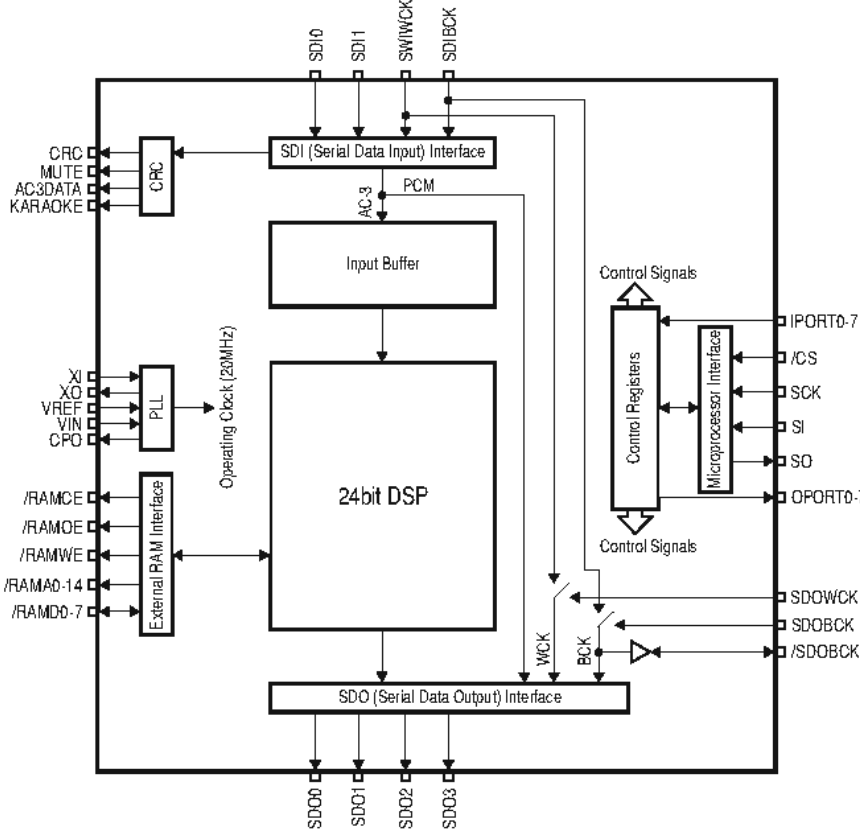 SDI0
SDI1
SWIWCK
SDIBCK
SDI (Serial Data Input) Interface
CRC
MUTE
AC3DATA
KARAOKE
CRC
AC-3
PCM
Input Buffer
Control Signals
IPORT0-7
/CS
SCK
SI
SO
OPORT0-7
Control Registers
Microprocessor Interface
Control Signals
XI
XO
VREF
VIN
CPO
PLL
Operating Clock (20MHz)
24bit DSP
/RAMCE
/RAMOE
/RAMWE
/RAMA0-14
/RAMD0-7
External RAM Interface
SDOWCK
SDOBCK
/SDOBCK
WCK
BCK
SDO (Serial Data Output) Interface
SDO0
SDO1
SDO2
SDO3